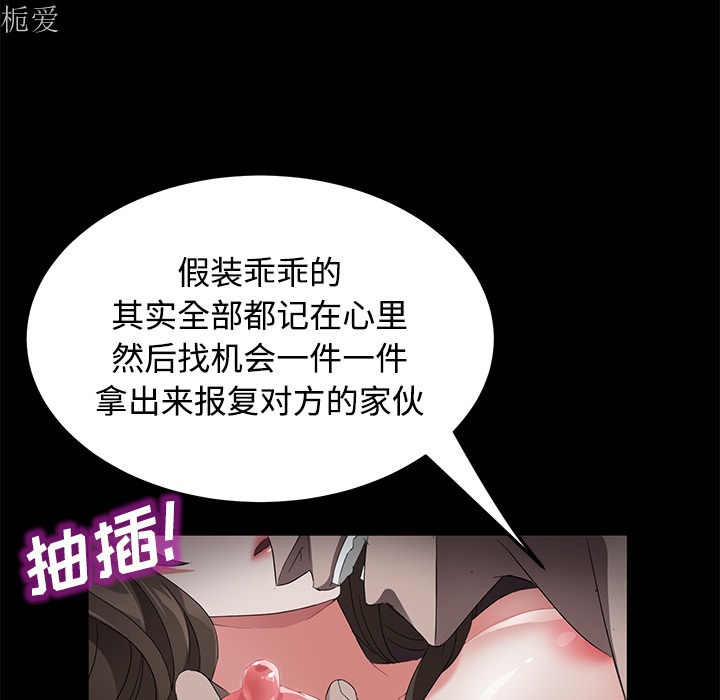 栀爱
假装乖乖的
其实全部都记在心里
然后找机会一件一件
拿出来报复对方的家伙
抽插!